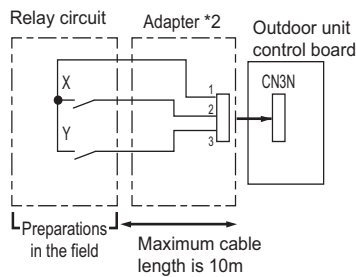 Relay circuit
Adapter *2
Outdoor unit
control board
X
Y
1
2
3
CN3N
Preparations
in the field
Maximum cable
length is 10m